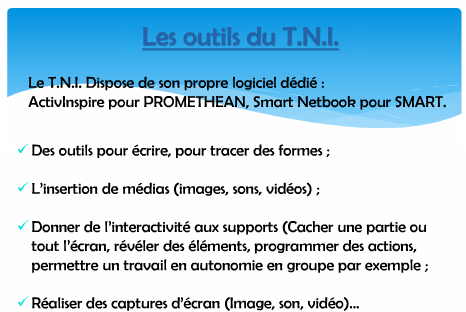 Les outils du T.N.I.
Le T.N.I. Dispose de son propre logiciel dédié :
ActivInspire pour PROMETHEAN, Smart Netbook pour SMART.
Des outils pour écrire, pour tracer des formes ;
L'insertion de médias (images, sons, vidéos) ;
Donner de l'interactivité aux supports (Cacher une partie ou
tout l'écran, révéler des éléments, programmer des actions,
permettre un travail en autonomie en groupe par exemple ;
Réaliser des captures d'écran (Image, son, vidéo)...